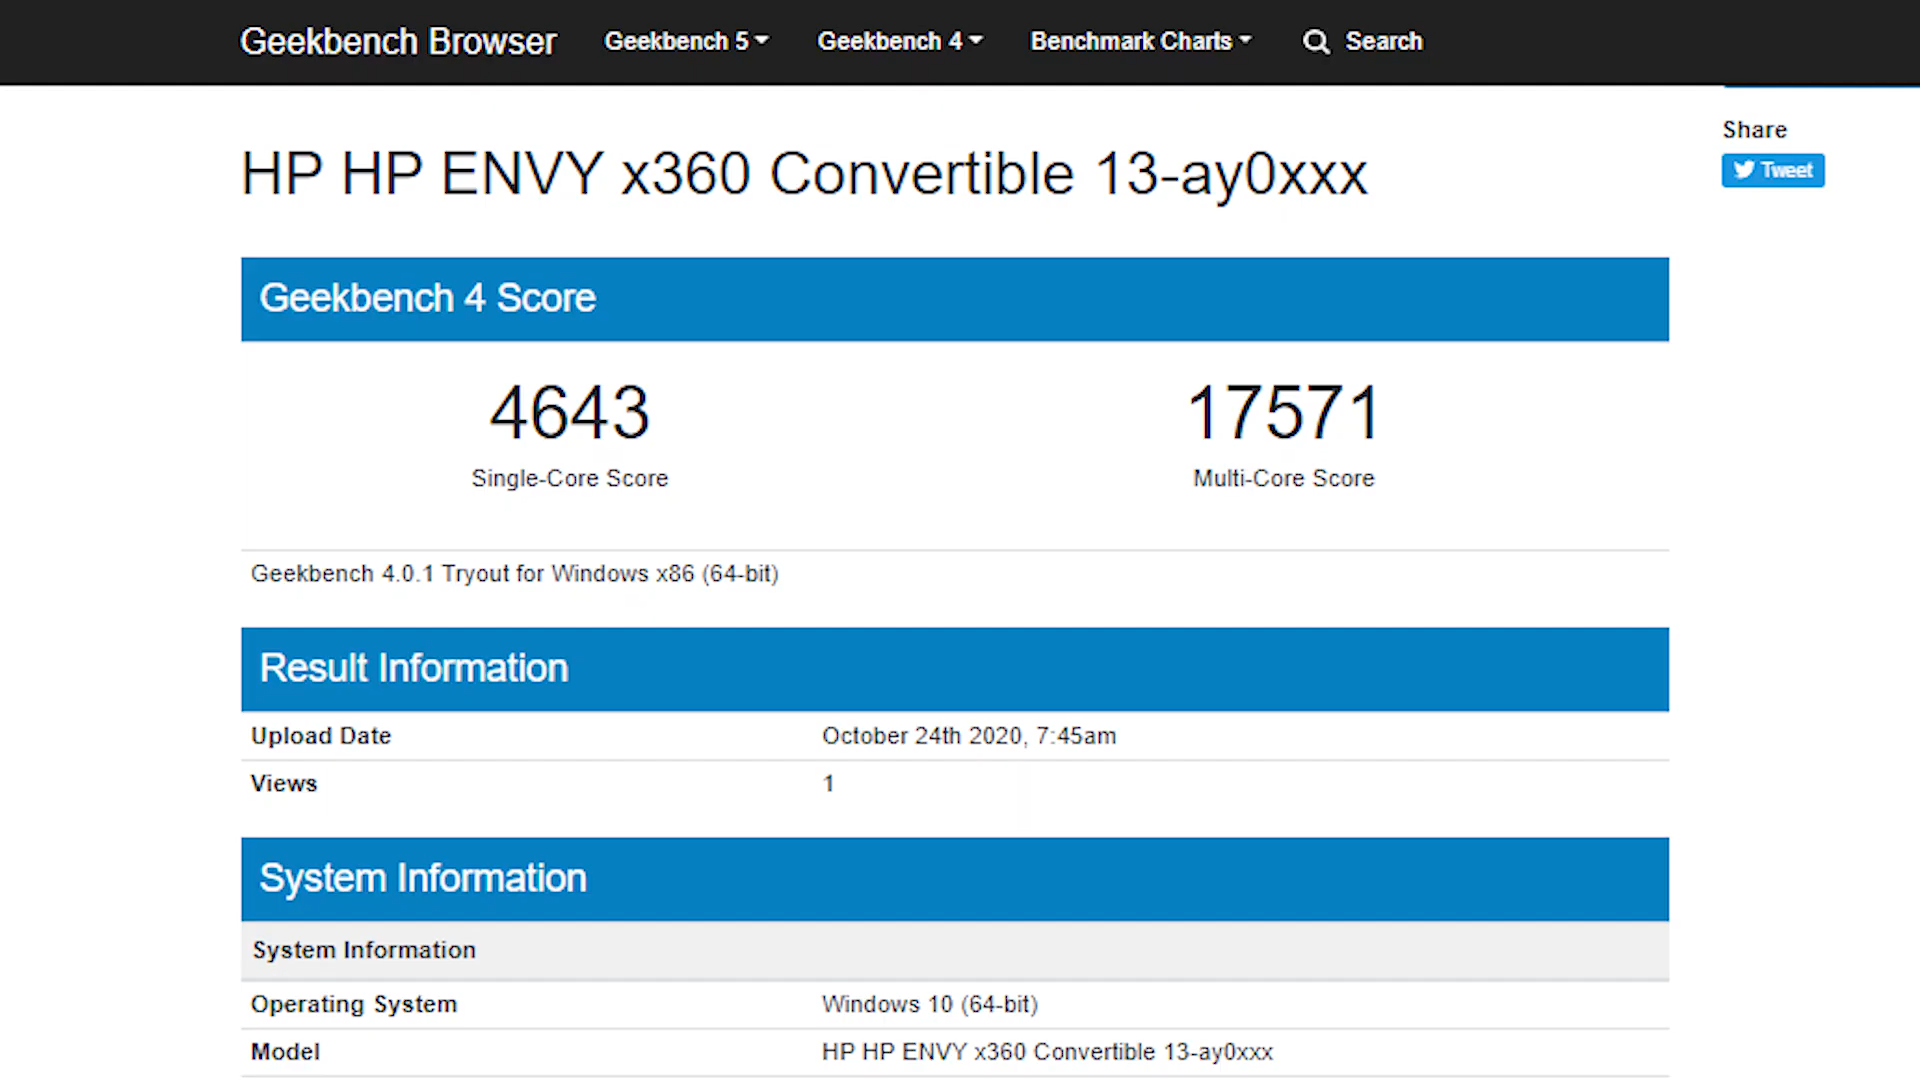 Geekbench Browser Geekbench 5 Geekbench 4 Benchmark Charts Search
Share
Tweet
HP HP ENVY x360 Convertible 13-ay0xxx
Geekbench 4 Score
4643 17571
Single-Core Score Multi-Core Score
Geekbench 4.0.1 Tryout for Windows x86 (64-bit)
Result Information
Upload Date October 24th 2020, 7:45am
Views 1
System Information
System Information
Operating System Windows 10 (64-bit)
Model HP HP ENVY x360 Convertible 13-ay0xxx